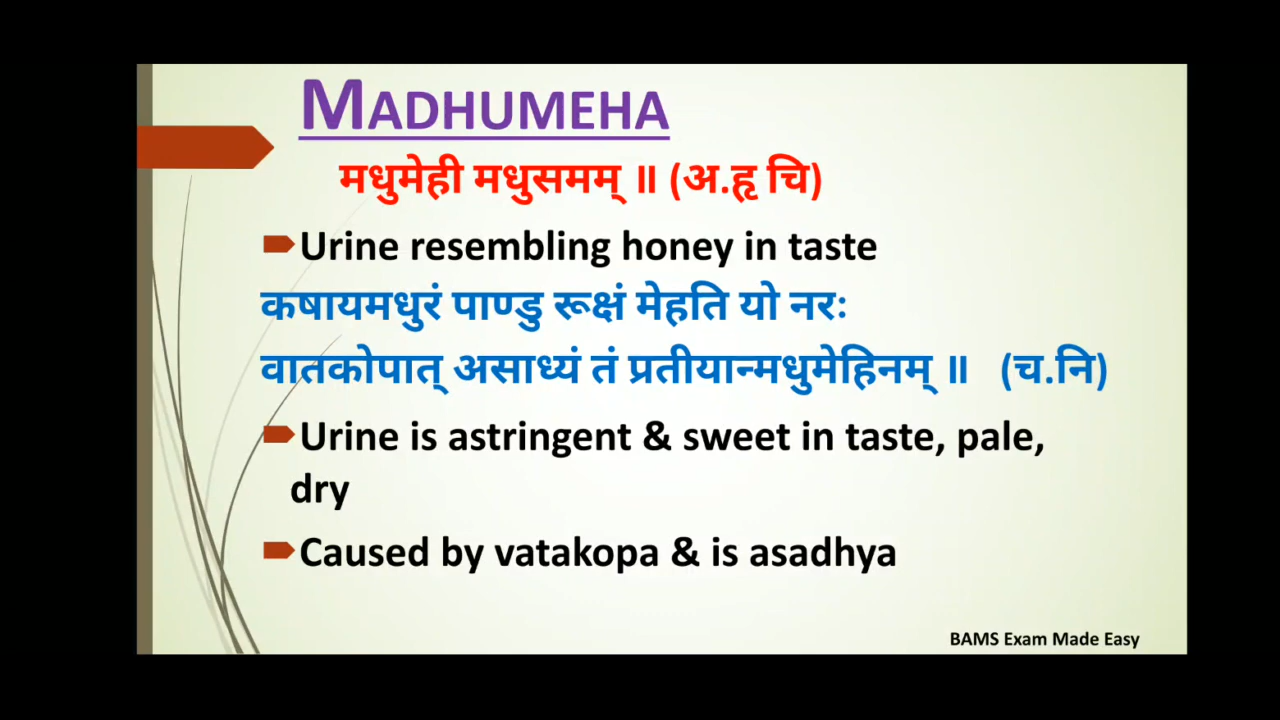 MADHUMEHA
मधुमेही मधुसमम् ॥ (अ.हृ चि)
Urine resembling honey in taste
कषायमधुरं पाण्डु रूक्षं मेहति यो नरः
वातकोपात् असाध्यं तं प्रतीयान्मधुमेहिनम् ॥ (च.नि)
Urine is astringent & sweet in taste, pale,
dry
Caused by vatakopa & is asadhya
BAMS Exam Made Easy